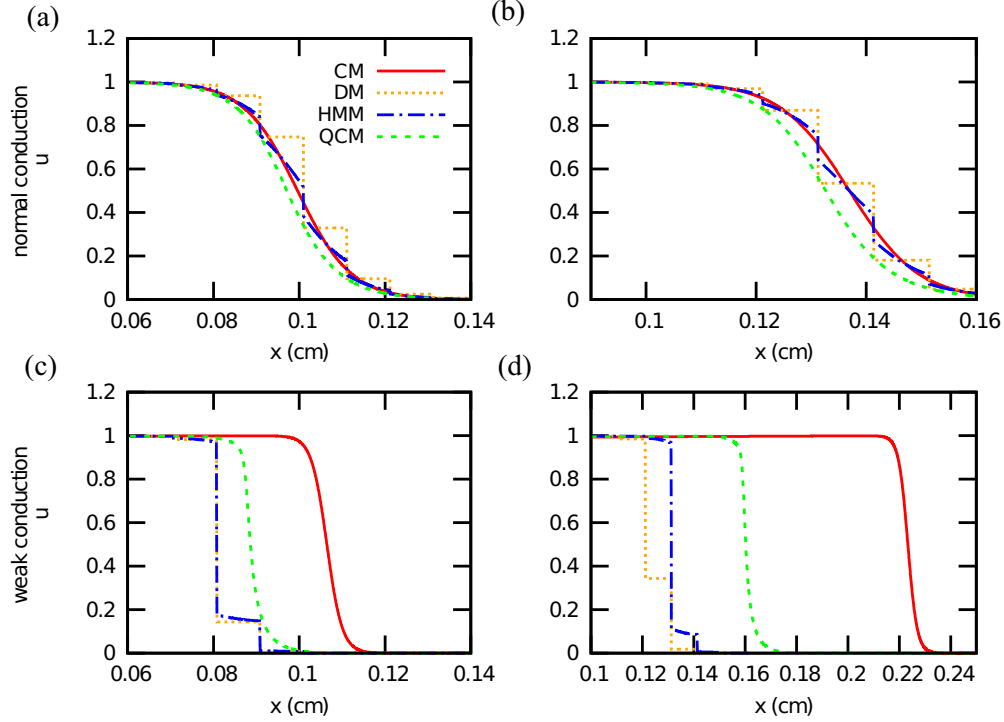 (a)
(b)
normal conduction
u
1.2
1
0.8
0.6
0.4
0.2
0
CM
DM
HMM
QCM
0.06 0.08 0.1 0.12 0.14
x (cm)
1.2
1
0.8
0.6
0.4
0.2
0
0.1 0.12 0.14 0.16
x (cm)
(c)
(d)
weak conduction
u
1.2
1
0.8
0.6
0.4
0.2
0
0.06 0.08 0.1 0.12 0.14
x (cm)
1.2
1
0.8
0.6
0.4
0.2
0
0.1 0.12 0.14 0.16 0.18 0.2 0.22 0.24
x (cm)